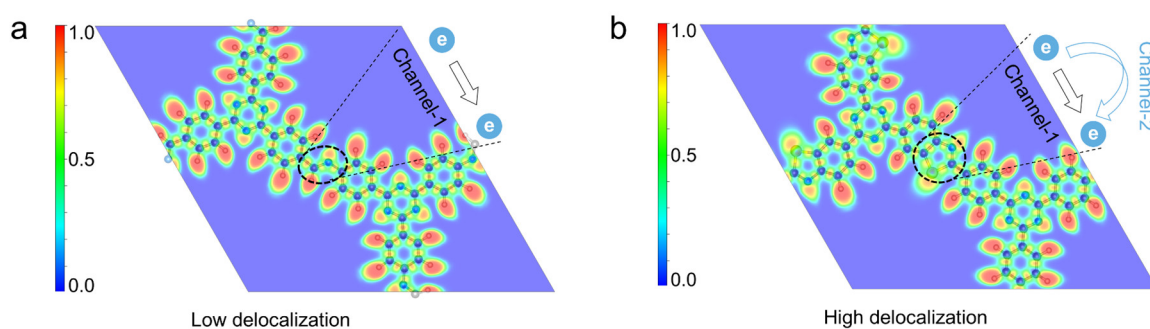 a
1.0
0.5
0.0
Channel-1
e
e
Low delocalization
b
1.0
0.5
0.0
Channel-1
e
e
Channel-2
High delocalization